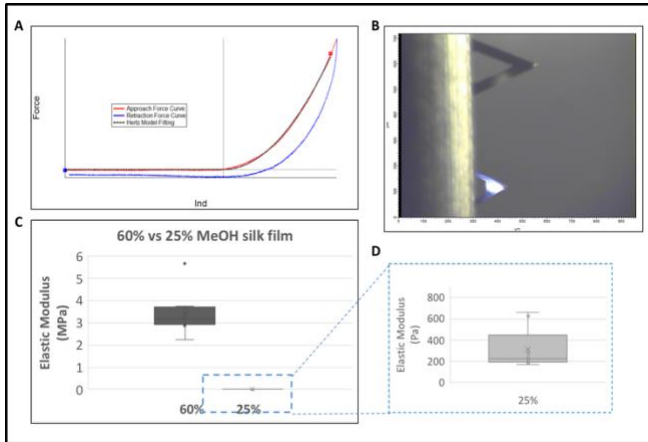 A
Force
Approach Force Curve
Retraction Force Curve
Hertz Model Fitting
Ind
B
µm
C
60% vs 25% MeOH silk film
Elastic Modulus
(MPa)
6
5
4
3
2
1
0
60%
25%
D
Elastic Modulus
(Pa)
800
600
400
200
0
25%